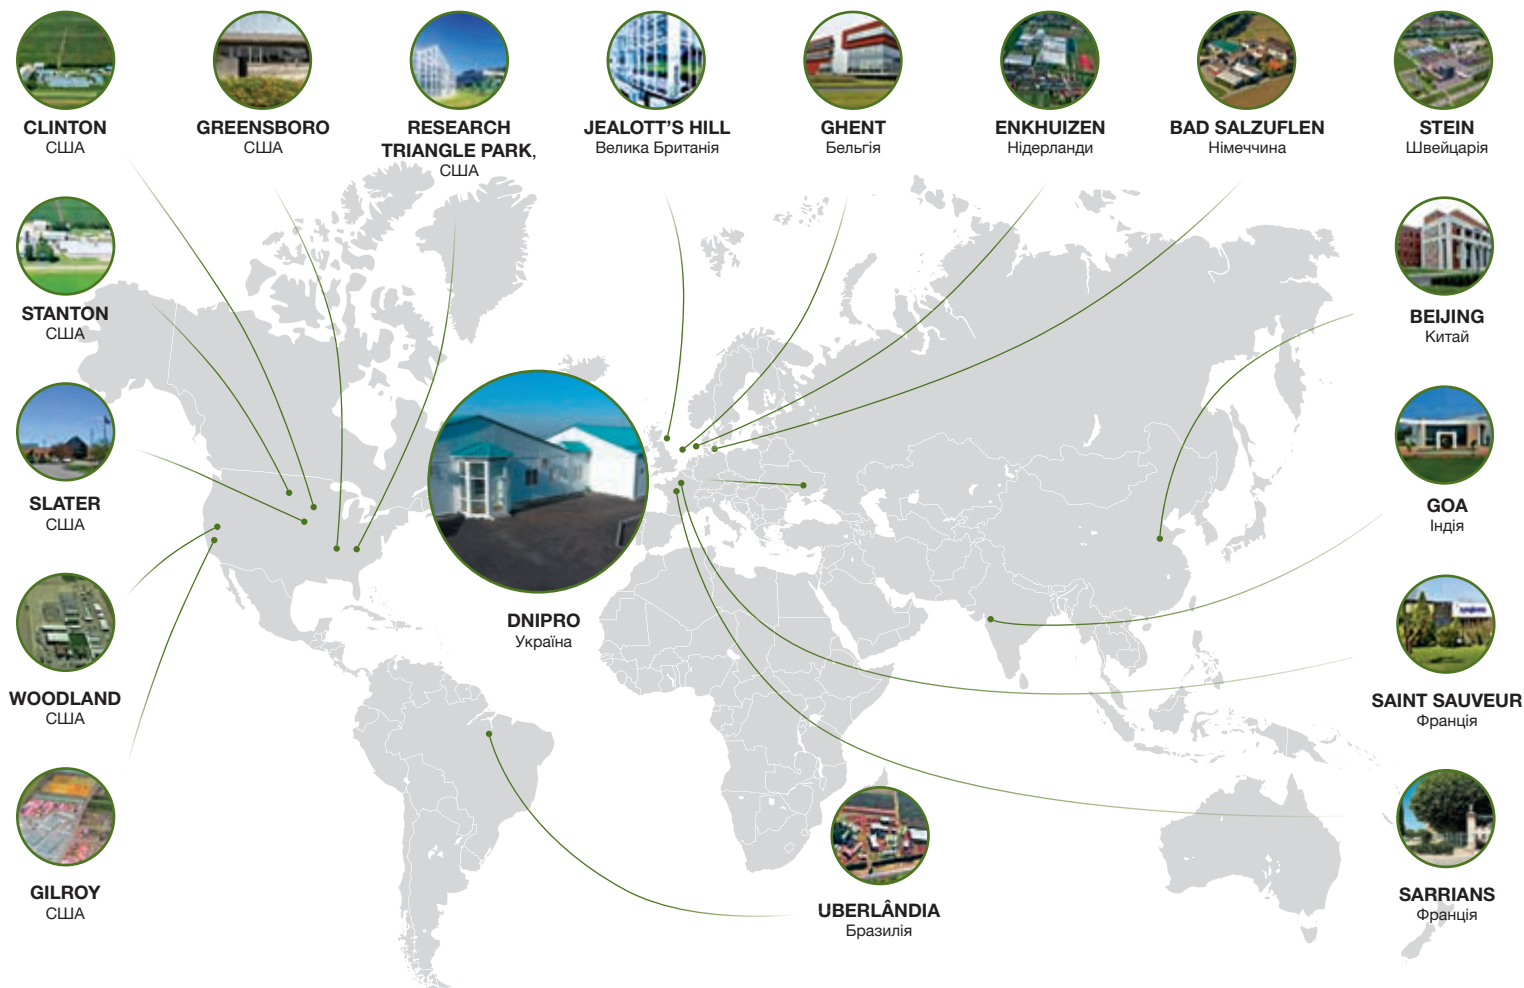 CLINTON
США
GREENSBORO
США
RESEARCH
TRIANGLE PARK,
США
JEALOTT'S HILL
Велика Британія
GHENT
Бельгія
ENKHUIZEN
Нідерланди
BAD SALZUFLEN
Німеччина
STEIN
Швейцарія
STANTON
США
BEIJING
Китай
SLATER
США
GOA
Індія
DNIPRO
Україна
WOODLAND
США
SAINT SAUVEUR
Франція
GILROY
США
UBERLÂNDIA
Бразилія
SARRIANS
Франція